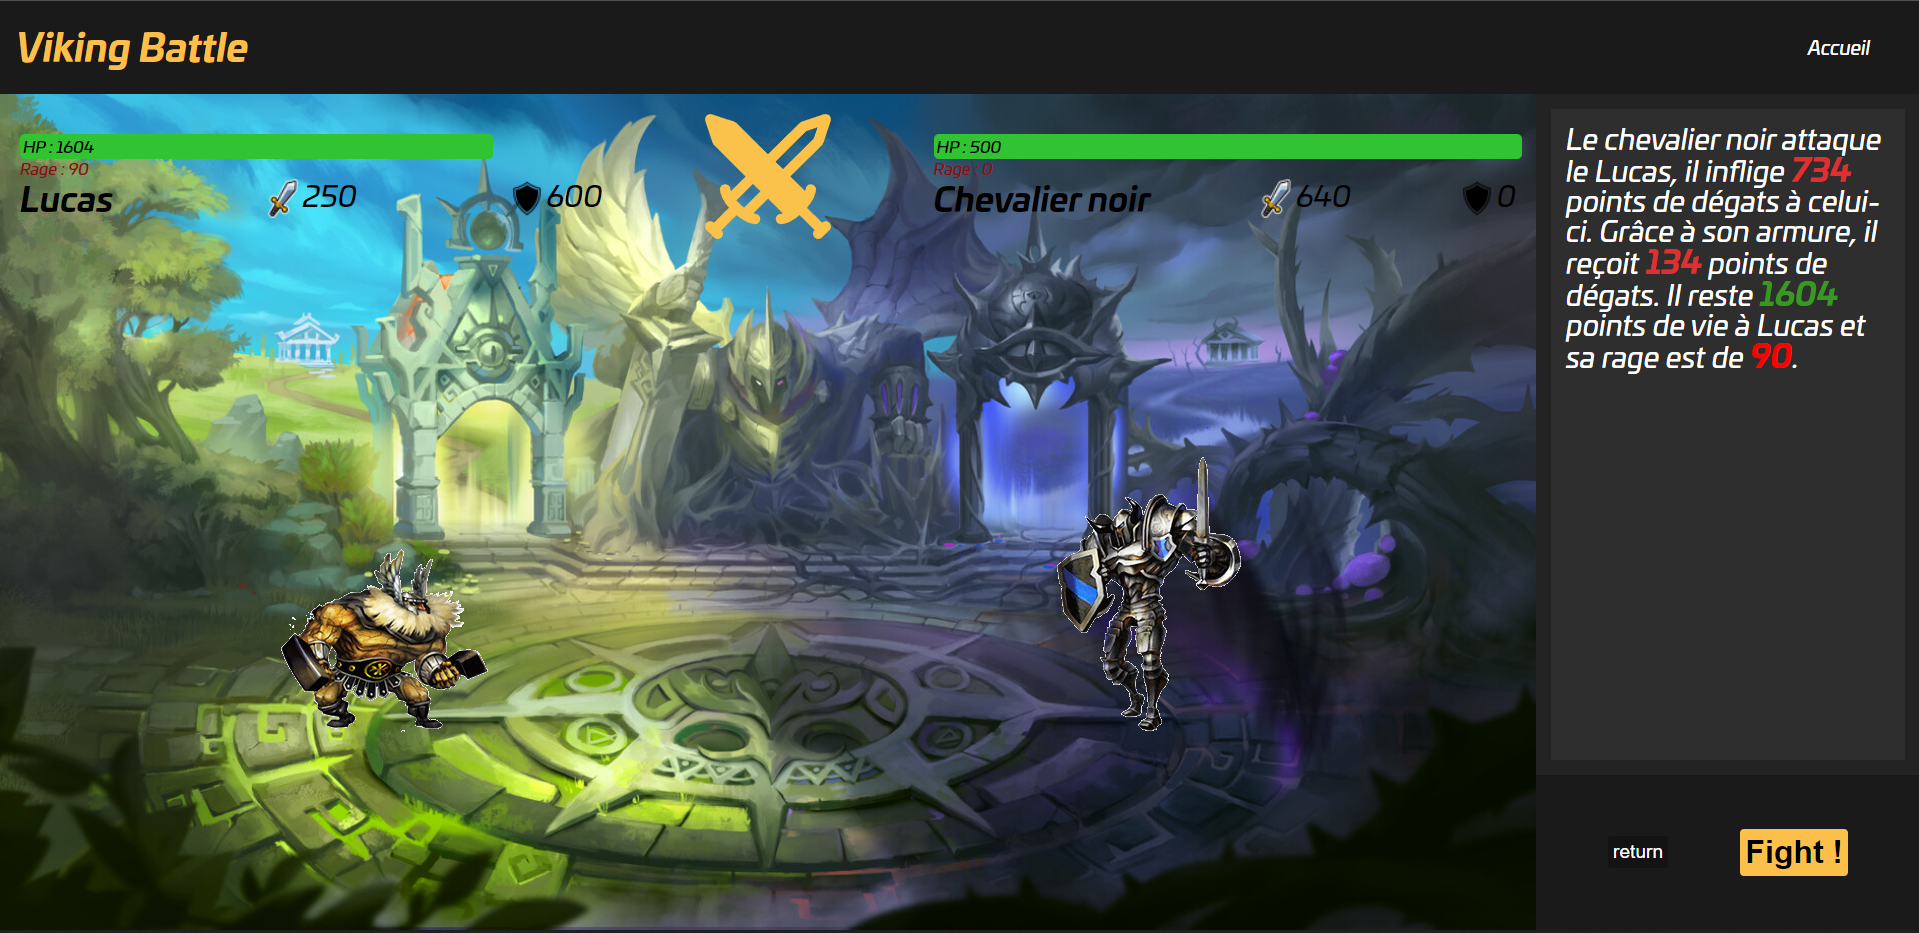 Viking Battle
Accueil
HP : 1604
Rage : 90
Lucas
250
600
HP : 500
Rage : 0
Chevalier noir
640
0
Le chevalier noir attaque
le Lucas, il inflige 734
points de dégats à celui-
ci. Grâce à son armure, il
reçoit 134 points de
dégats. Il reste 1604
points de vie à Lucas et
sa rage est de 90.
return
Fight !